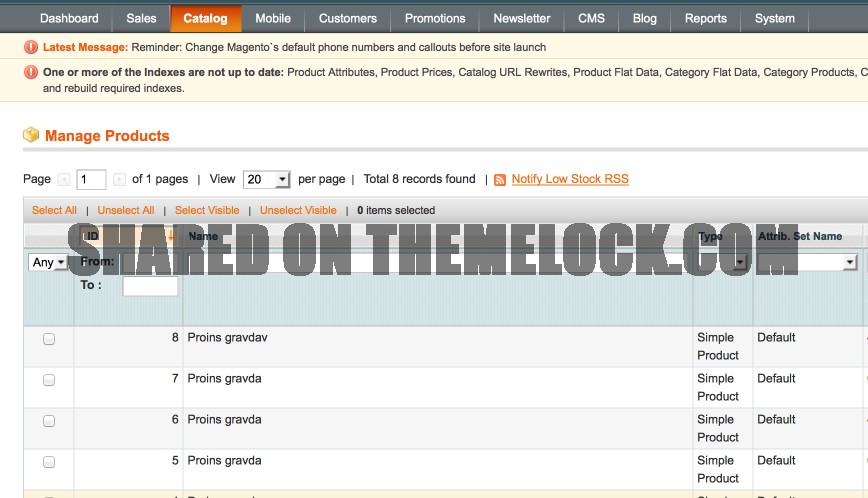 Dashboard Sales Catalog Mobile Customers Promotions Newsletter CMS Blog Reports System
Latest Message: Reminder: Change Magento`s default phone numbers and callouts before site launch
One or more of the Indexes are not up to date: Product Attributes, Product Prices, Catalog URL Rewrites, Product Flat Data, Category Flat Data, Category Products, C
and rebuild required indexes.
Manage Products
Page 1 of 1 pages | View 20 per page | Total 8 records found | Notify Low Stock RSS
Select All | Unselect All | Select Visible | Unselect Visible | 0 items selected
ID Name Type Attrib. Set Name
SHARED ON THEMELOCK.COM
Any From:
To :
8 Proins gravdav Simple Default
Product
7 Proins gravda Simple Default
Product
6 Proins gravda Simple Default
Product
5 Proins gravda Simple Default
Product